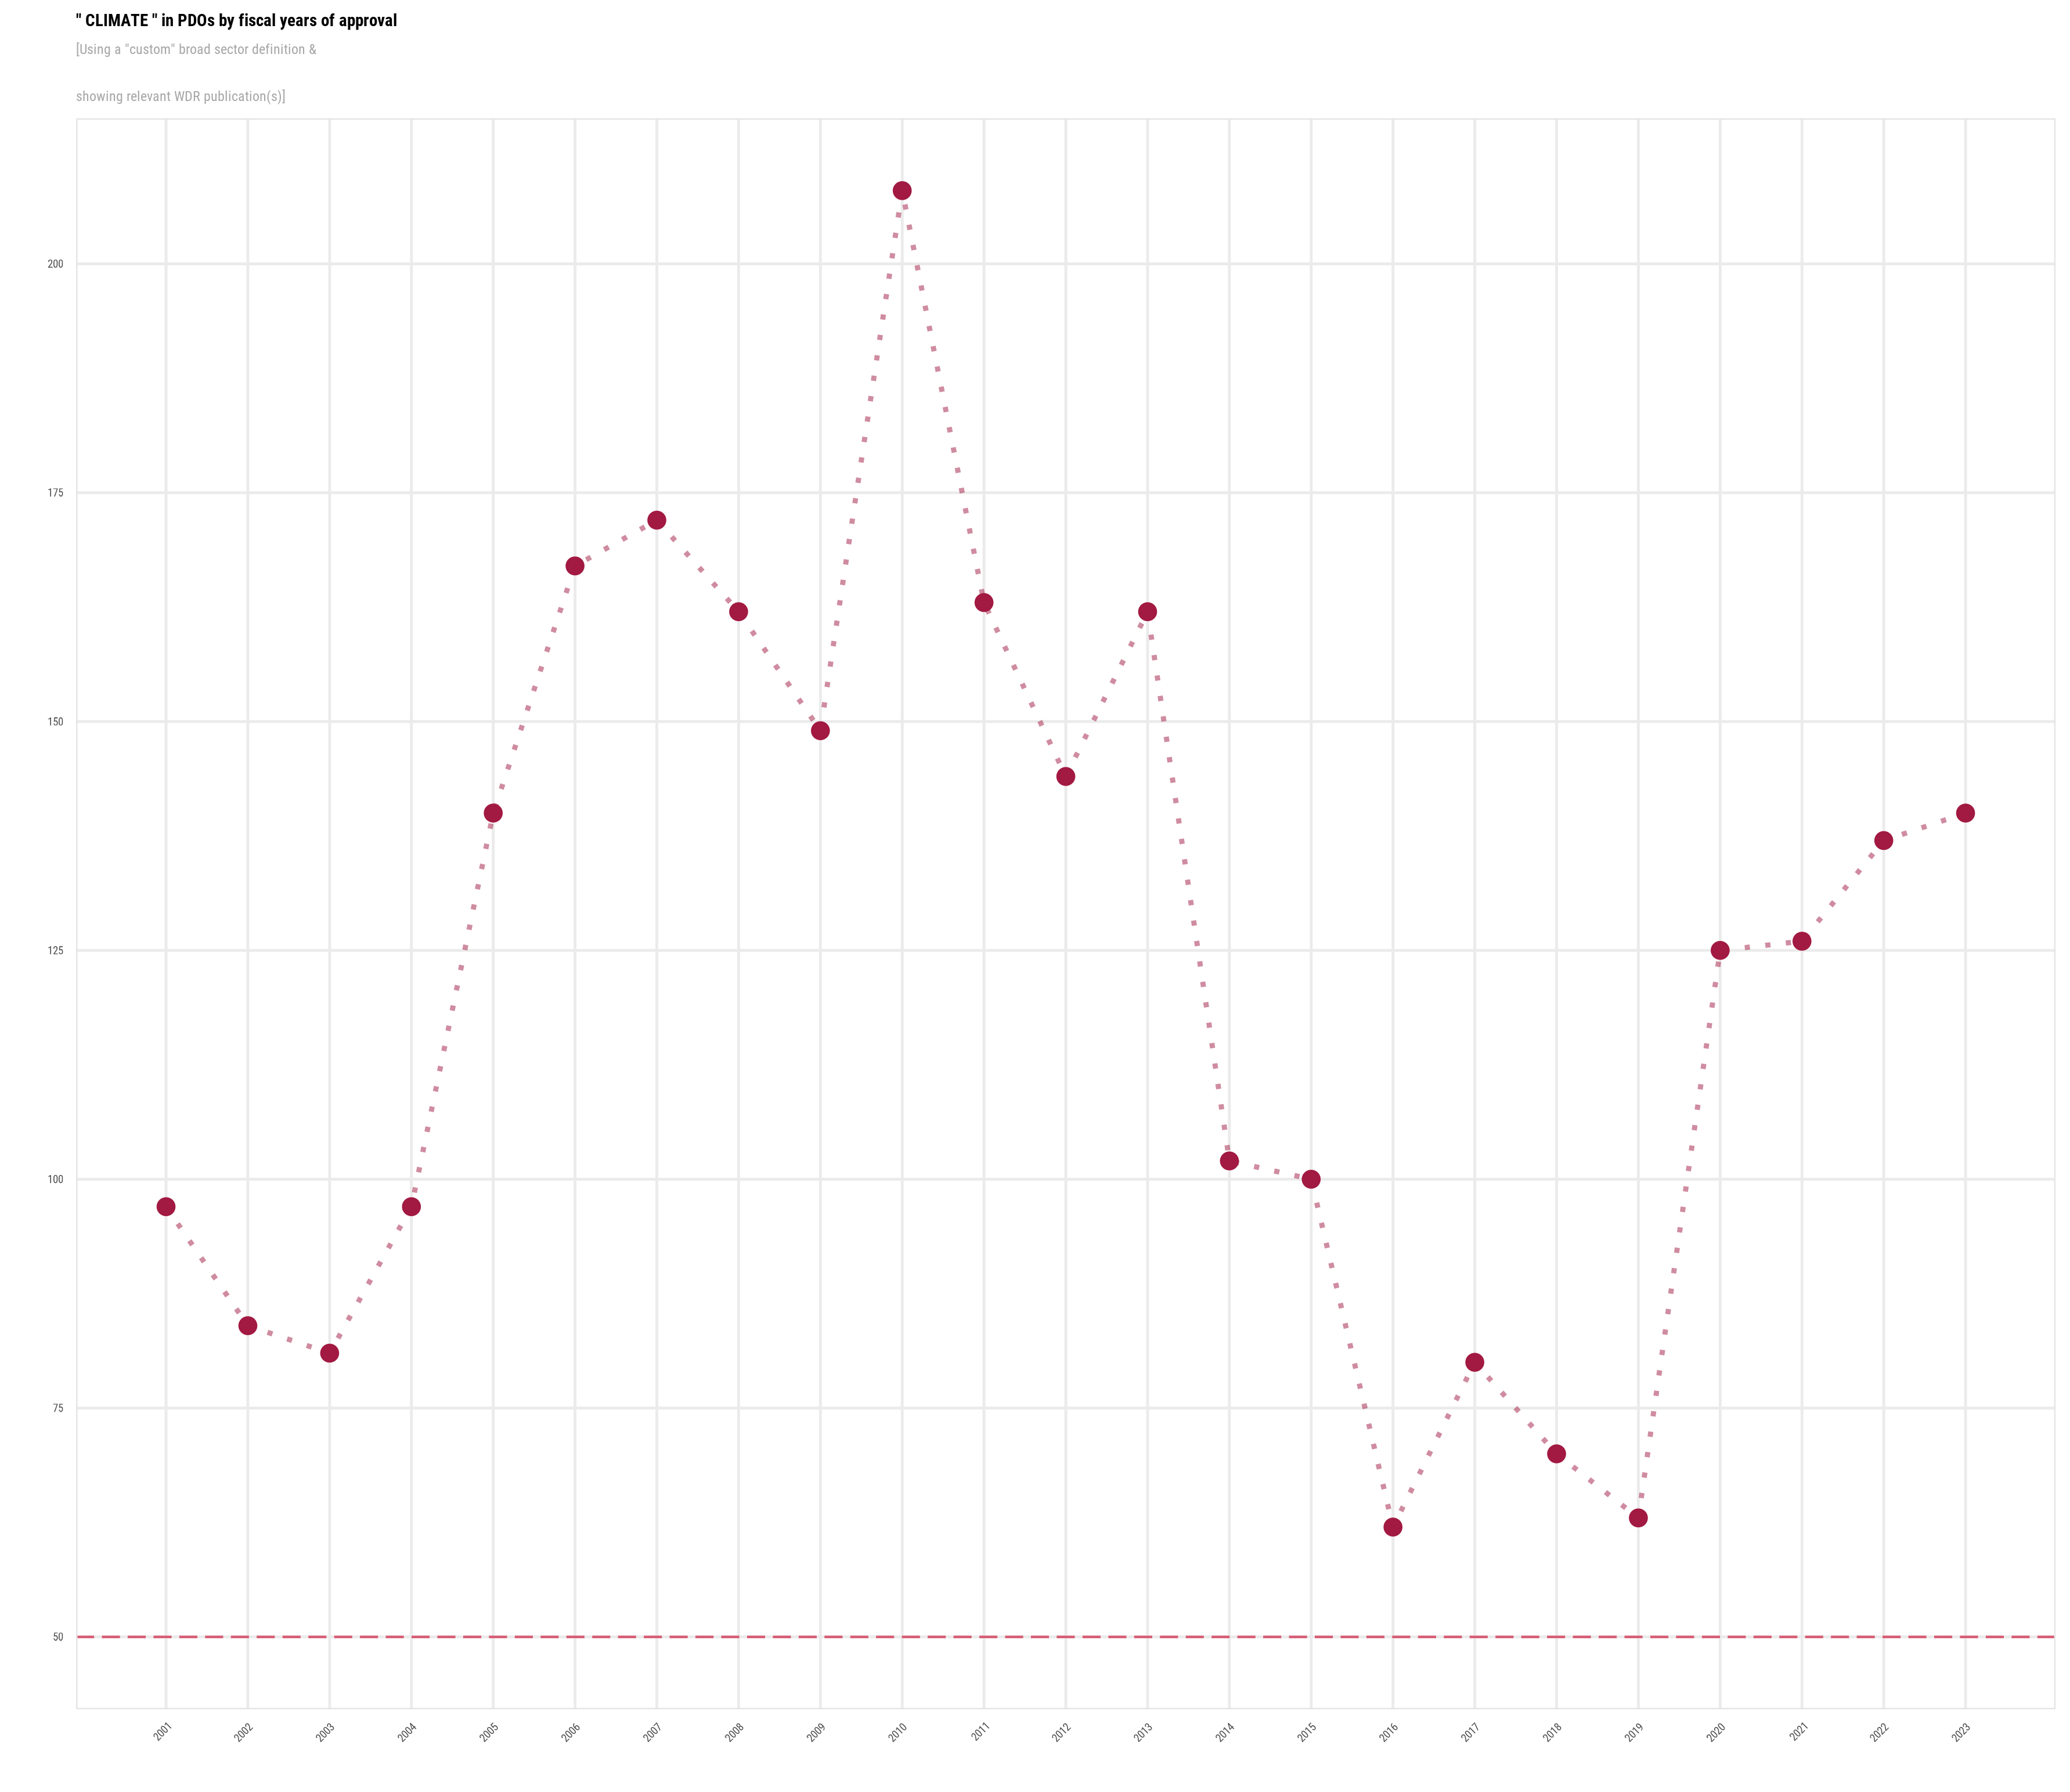 " CLIMATE " in PDOs by fiscal years of approval
[Using a "custom" broad sector definition &
showing relevant WDR publication(s)]
200
175
150
125
100
75
50
2001 2002 2003 2004 2005 2006 2007 2008 2009 2010 2011 2012 2013 2014 2015 2016 2017 2018 2019 2020 2021 2022 2023